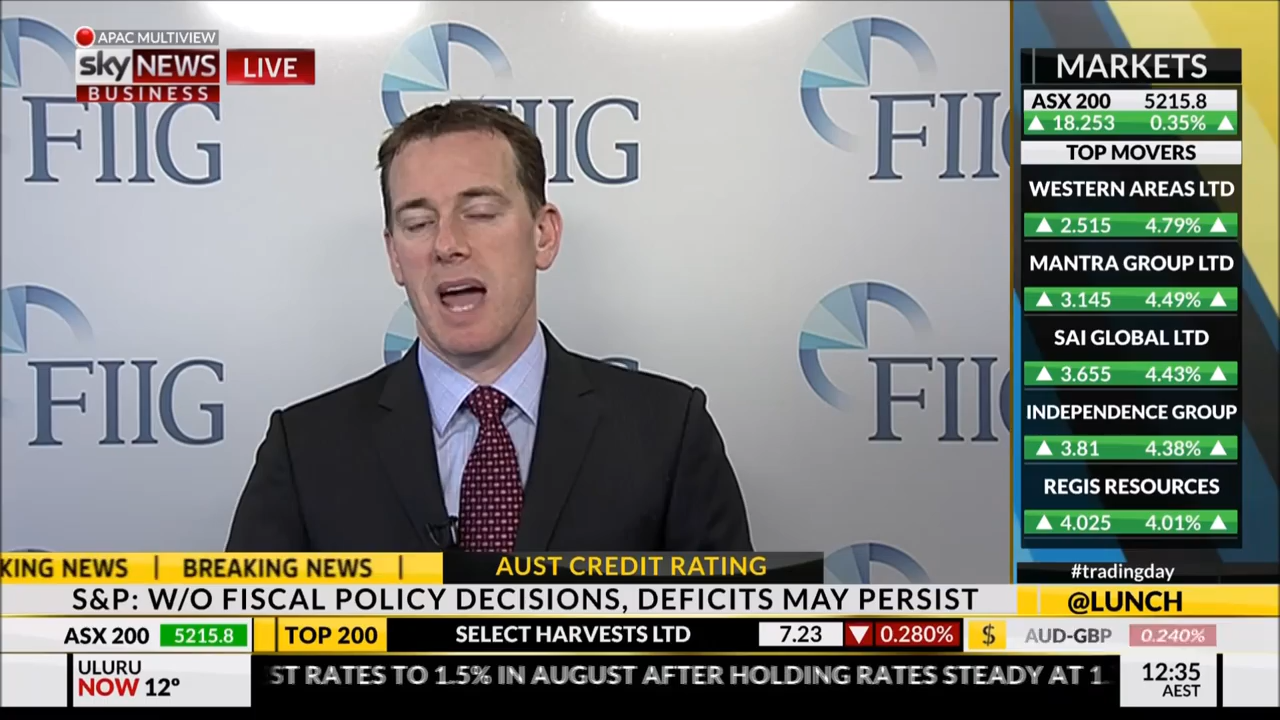 APAC MULTIVIEW
sky NEWS
BUSINESS
LIVE
FIIG
FIIG
FII
FIIG
FIIG
FIIG
MARKETS
ASX 200 5215.8
▲ 18.253 0.35% ▲
TOP MOVERS
WESTERN AREAS LTD
▲ 2.515 4.79% ▲
MANTRA GROUP LTD
▲ 3.145 4.49% ▲
SAI GLOBAL LTD
▲ 3.655 4.43% ▲
INDEPENDENCE GROUP
▲ 3.81 4.38% ▲
REGIS RESOURCES
▲ 4.025 4.01% ▲
#tradingday
@LUNCH
KING NEWS | BREAKING NEWS |
AUST CREDIT RATING
S&P: W/O FISCAL POLICY DECISIONS, DEFICITS MAY PERSIST
ASX 200 5215.8 TOP 200 SELECT HARVESTS LTD 7.23 ▼ 0.280% $ AUD-GBP 0.240%
ULURU
NOW 12°
ST RATES TO 1.5% IN AUGUST AFTER HOLDING RATES STEADY AT 1
12:35
AEST